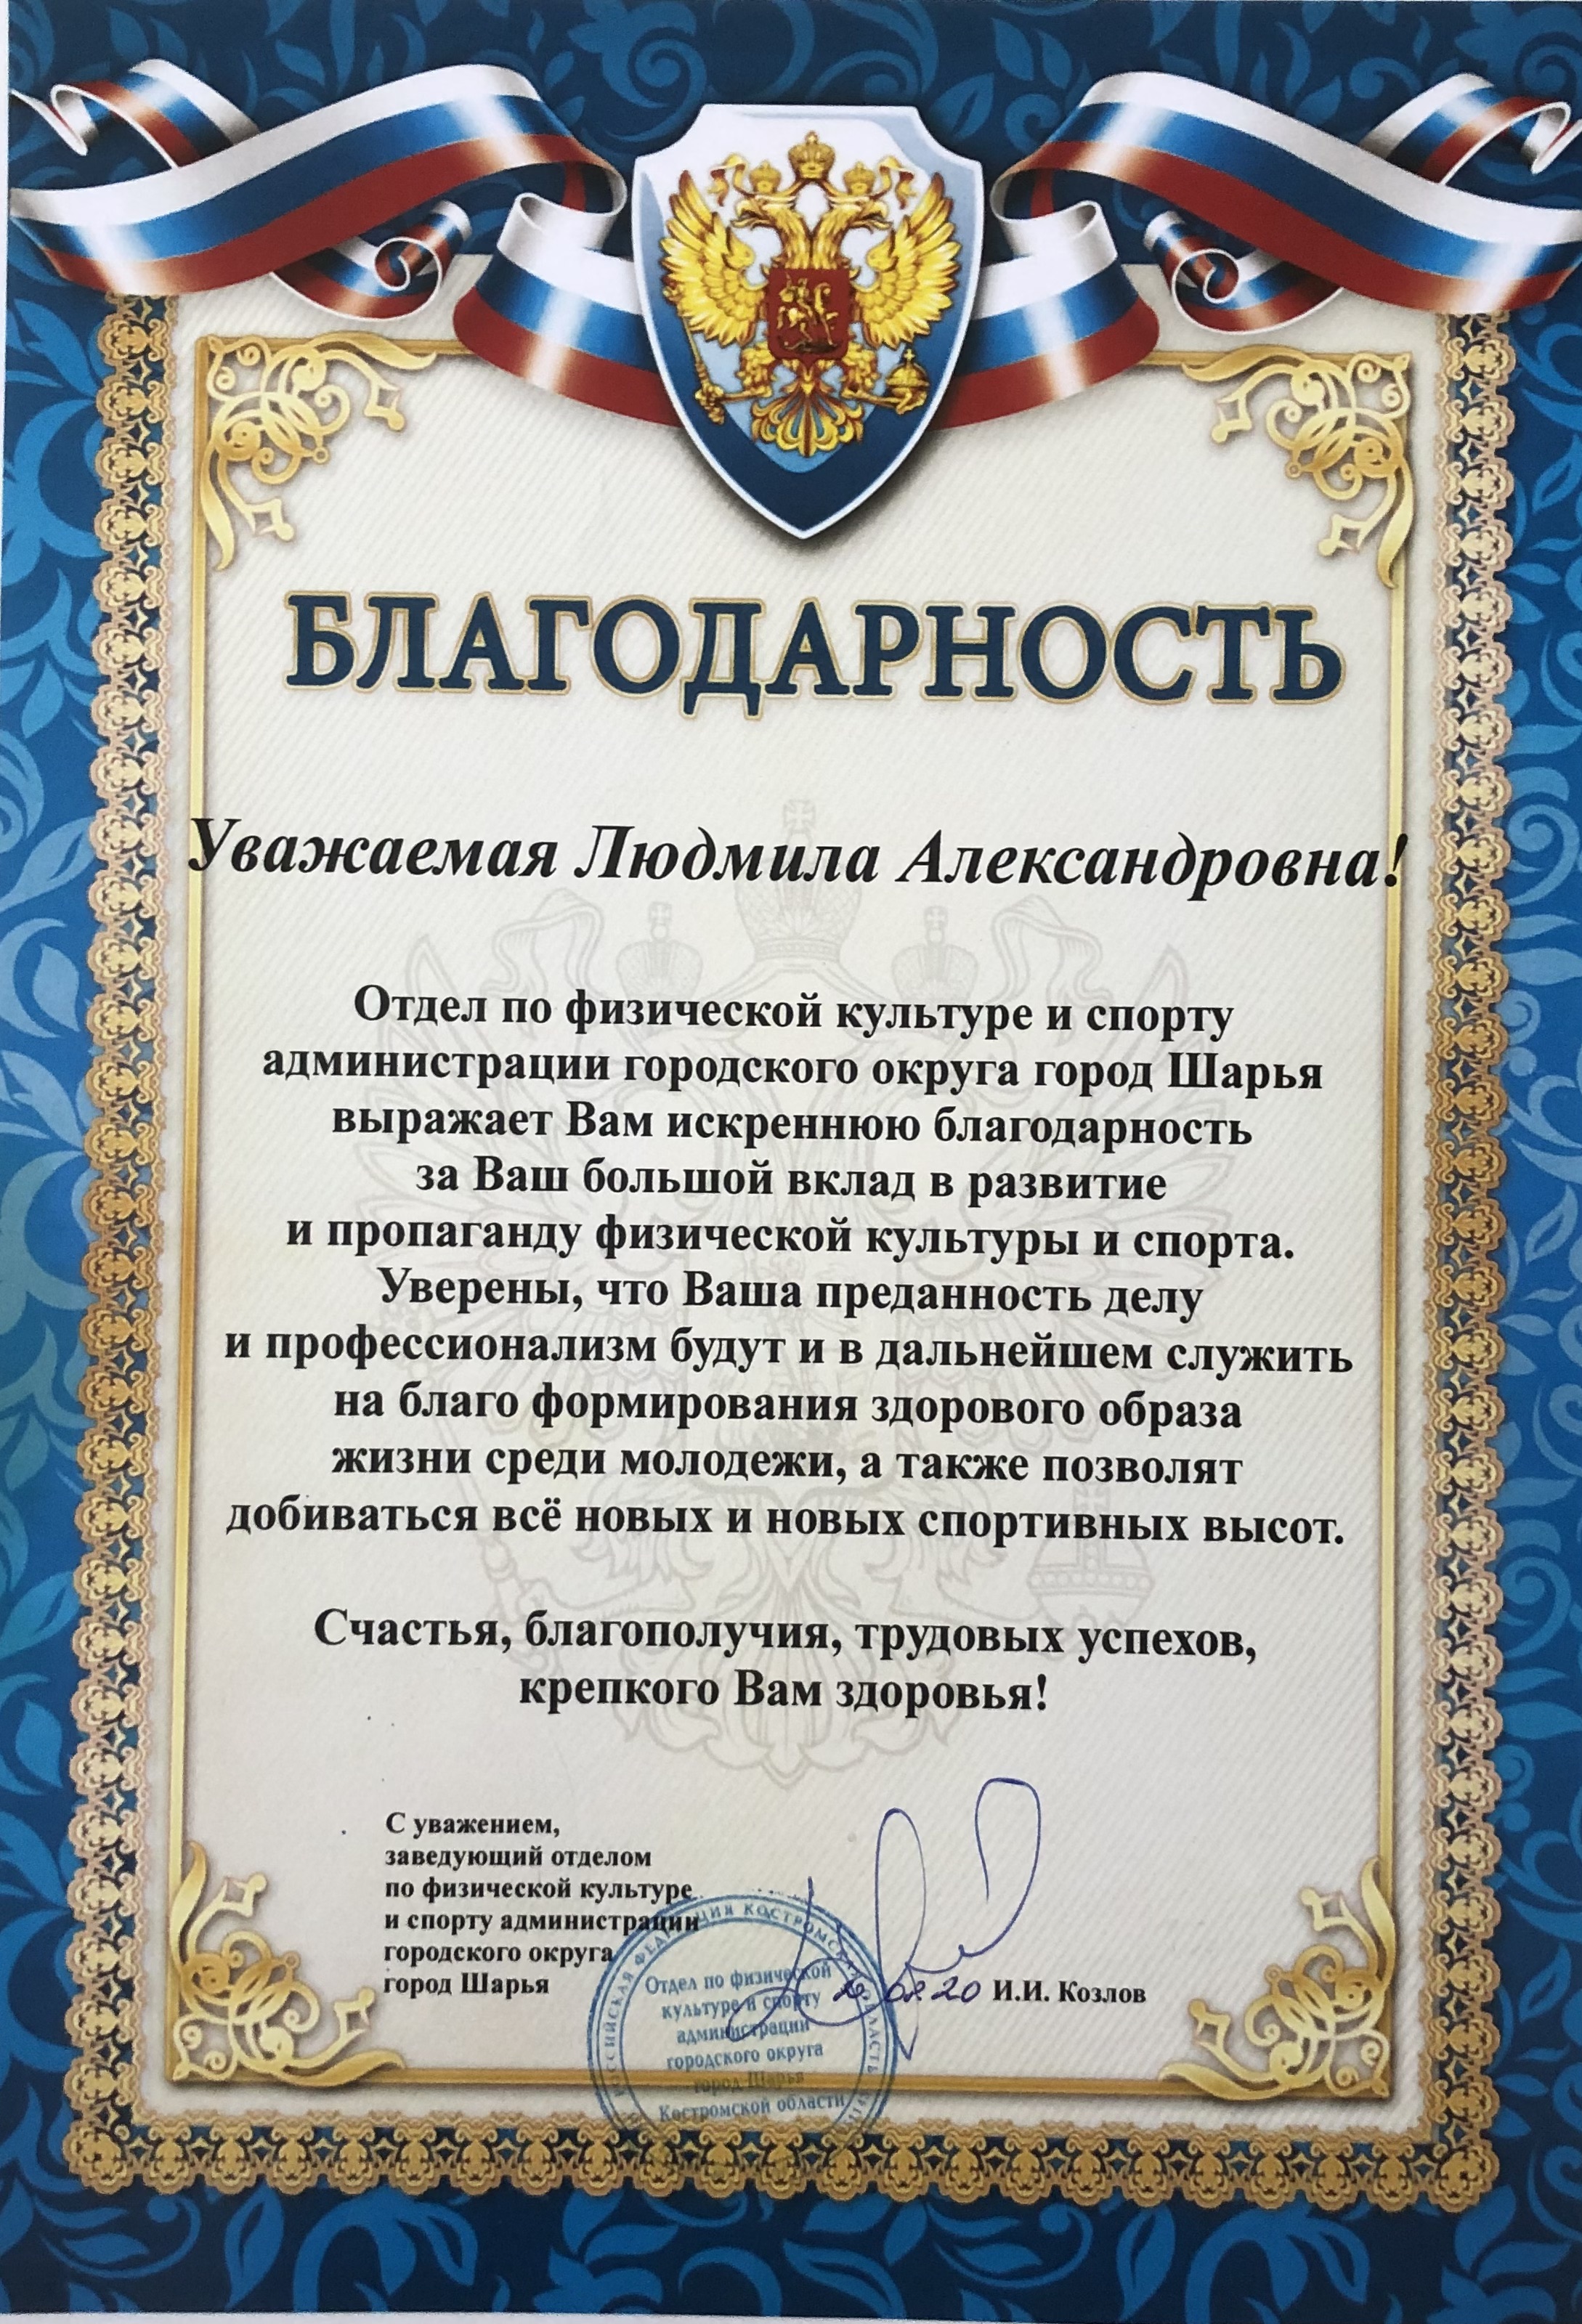 БЛАГОДАРНОСТЬ
Уважаемая Людмила Александровна!
Отдел по физической культуре и спорту
администрации городского округа город Шарья
выражает Вам искреннюю благодарность
за Ваш большой вклад в развитие
и пропаганду физической культуры и спорта.
Уверены, что Ваша преданность делу
и профессионализм будут и в дальнейшем служить
на благо формирования здорового образа
жизни среди молодежи, а также позволят
добиваться всё новых и новых спортивных высот.
Счастья, благополучия, трудовых успехов,
крепкого Вам здоровья!
С уважением,
заведующий отделом
по физической культуре
и спорту администрации
городского округа
город Шарья
И.И. Козлов
Отдел по физической
культуре и спорту
администрации
городского округа
город Шарья
Костромской области